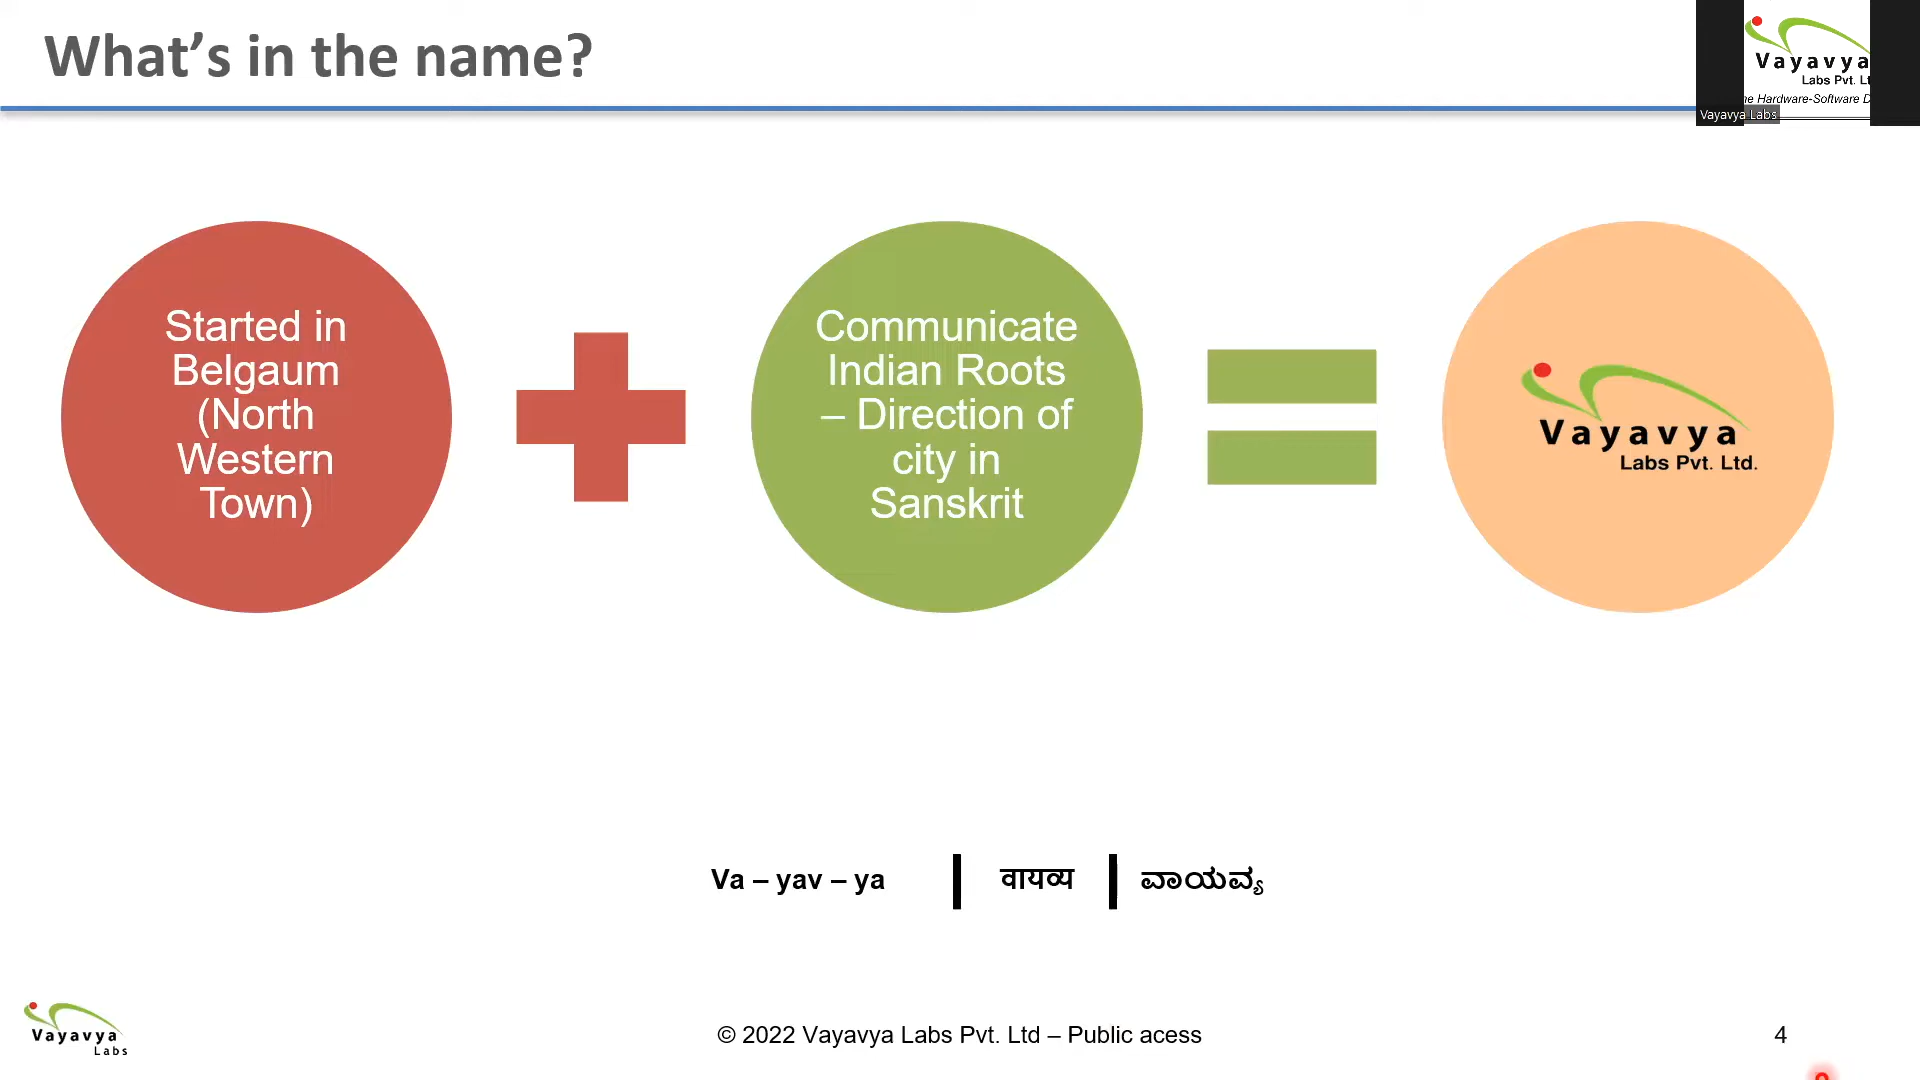 What's in the name?
Vayavya
Labs Pvt. Lt
ne Hardware-Software D
Vayavya Labs
Started in
Belgaum
(North
Western
Town)
Communicate
Indian Roots
– Direction of
city in
Sanskrit
Vayavya
Labs Pvt. Ltd.
Va – yav – ya
वायव्य
ವಾಯವ್ಯ
Vayavya
Labs
© 2022 Vayavya Labs Pvt. Ltd – Public acess
4